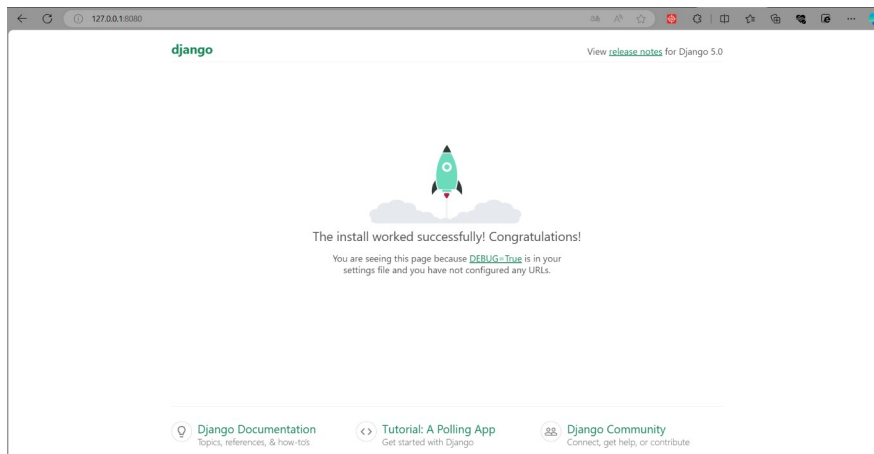 127.0.0.1:8080
django
View release notes for Django 5.0
The install worked successfully! Congratulations!
You are seeing this page because DEBUG=True is in your
settings file and you have not configured any URLs.
Django Documentation
Topics, references, & how-to's
Tutorial: A Polling App
Get started with Django
Django Community
Connect, get help, or contribute